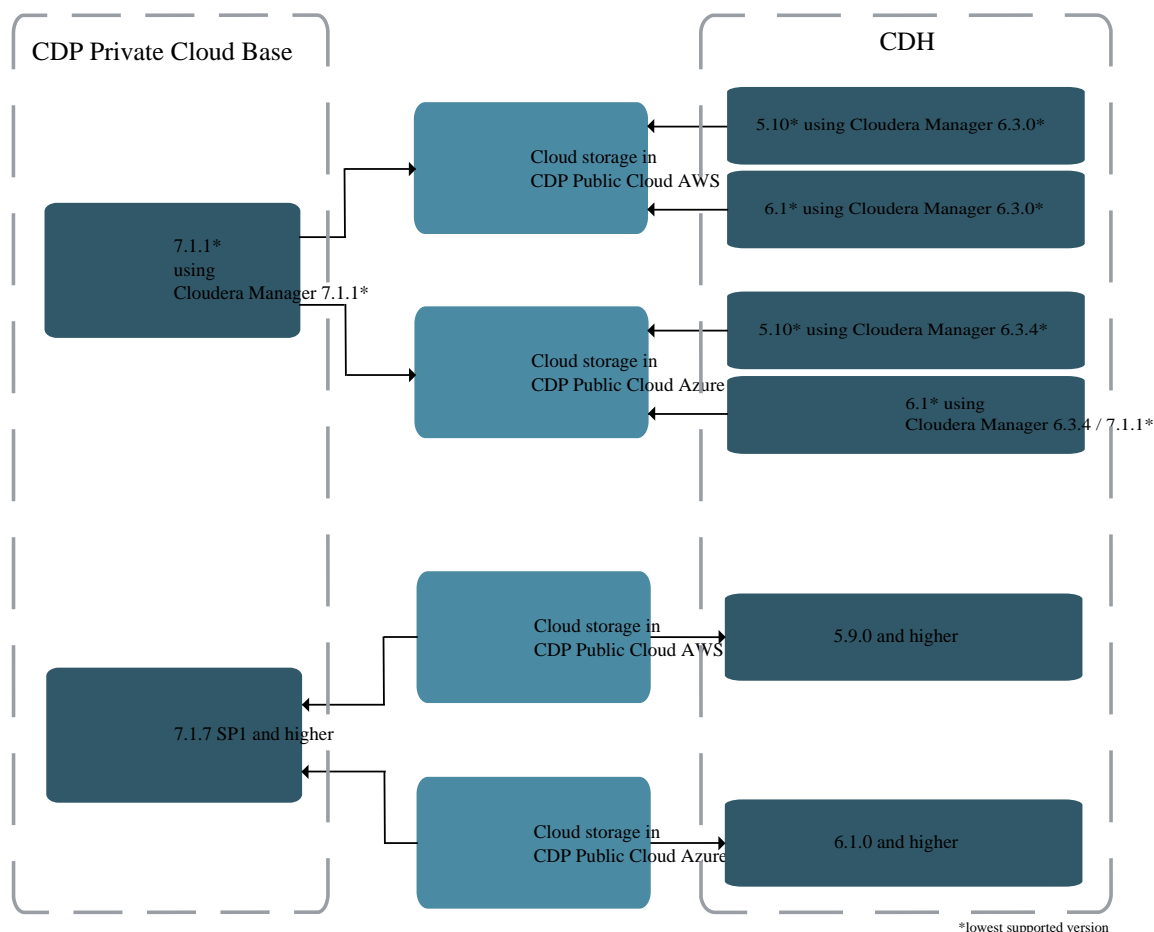 CDP Private Cloud Base
CDH
5.10* using Cloudera Manager 6.3.0*
Cloud storage in
CDP Public Cloud AWS
6.1* using Cloudera Manager 6.3.0*
7.1.1*
using
Cloudera Manager 7.1.1*
5.10* using Cloudera Manager 6.3.4*
Cloud storage in
CDP Public Cloud Azure
6.1* using
Cloudera Manager 6.3.4 / 7.1.1*
Cloud storage in
CDP Public Cloud AWS
5.9.0 and higher
7.1.7 SP1 and higher
Cloud storage in
CDP Public Cloud Azure
6.1.0 and higher
*lowest supported version